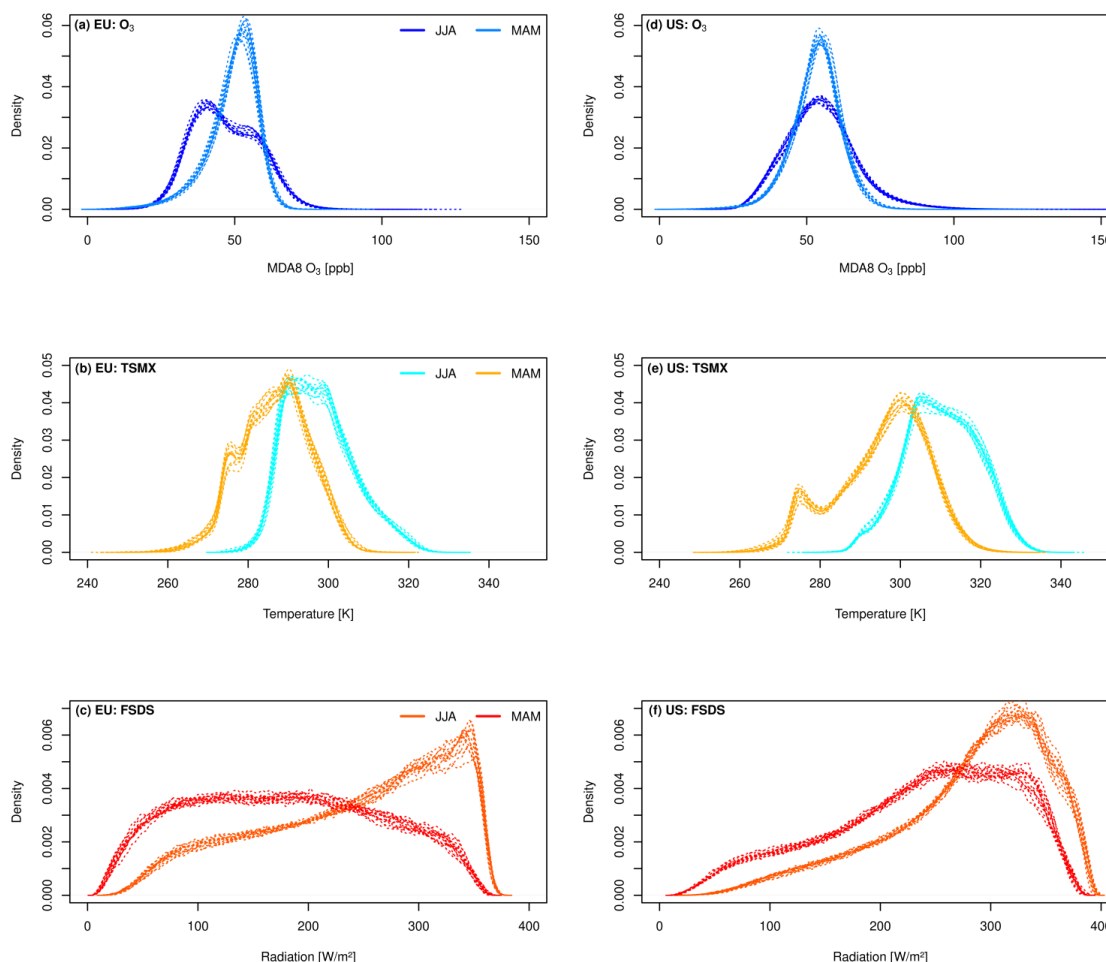 (a) EU: O₃
JJA
MAM
Density
0.00
0.02
0.04
0.06
0
50
100
150
MDA8 O₃ [ppb]
(d) US: O₃
Density
0.00
0.02
0.04
0.06
0
50
100
150
MDA8 O₃ [ppb]
(b) EU: TSMX
JJA
MAM
Density
0.00
0.01
0.02
0.03
0.04
0.05
240
260
280
300
320
340
Temperature [K]
(e) US: TSMX
Density
0.00
0.01
0.02
0.03
0.04
0.05
240
260
280
300
320
340
Temperature [K]
(c) EU: FSDS
JJA
MAM
Density
0.000
0.002
0.004
0.006
0
100
200
300
400
Radiation [W/m²]
(f) US: FSDS
Density
0.000
0.002
0.004
0.006
0
100
200
300
400
Radiation [W/m²]